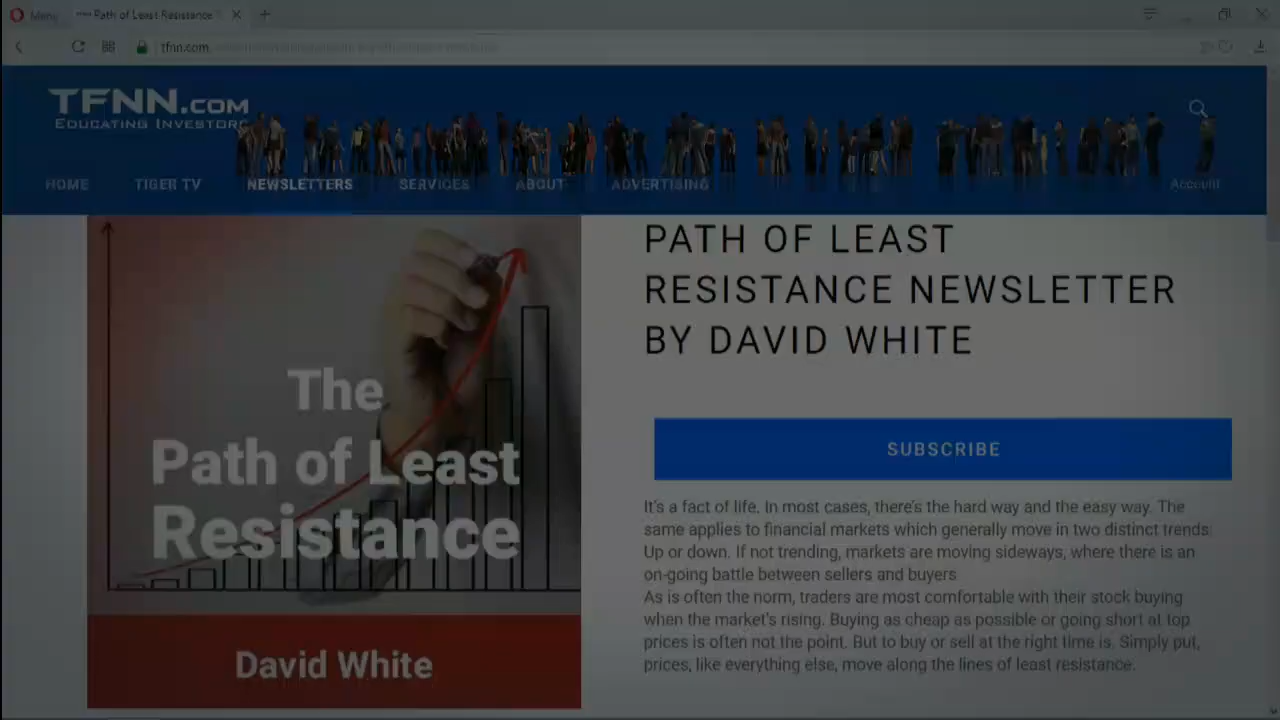 Menu
Path of Least Resistance
tfnn.com
TFNN.COM
EDUCATING INVESTORS
HOME
TIGER TV
NEWSLETTERS
SERVICES
ABOUT
ADVERTISING
Account
The
Path of Least
Resistance
David White
PATH OF LEAST
RESISTANCE NEWSLETTER
BY DAVID WHITE
SUBSCRIBE
It's a fact of life. In most cases, there's the hard way and the easy way. The
same applies to financial markets which generally move in two distinct trends:
Up or down. If not trending, markets are moving sideways, where there is an
on-going battle between sellers and buyers
As is often the norm, traders are most comfortable with their stock buying
when the market's rising. Buying as cheap as possible or going short at top
prices is often not the point. But to buy or sell at the right time is. Simply put,
prices, like everything else, move along the lines of least resistance.